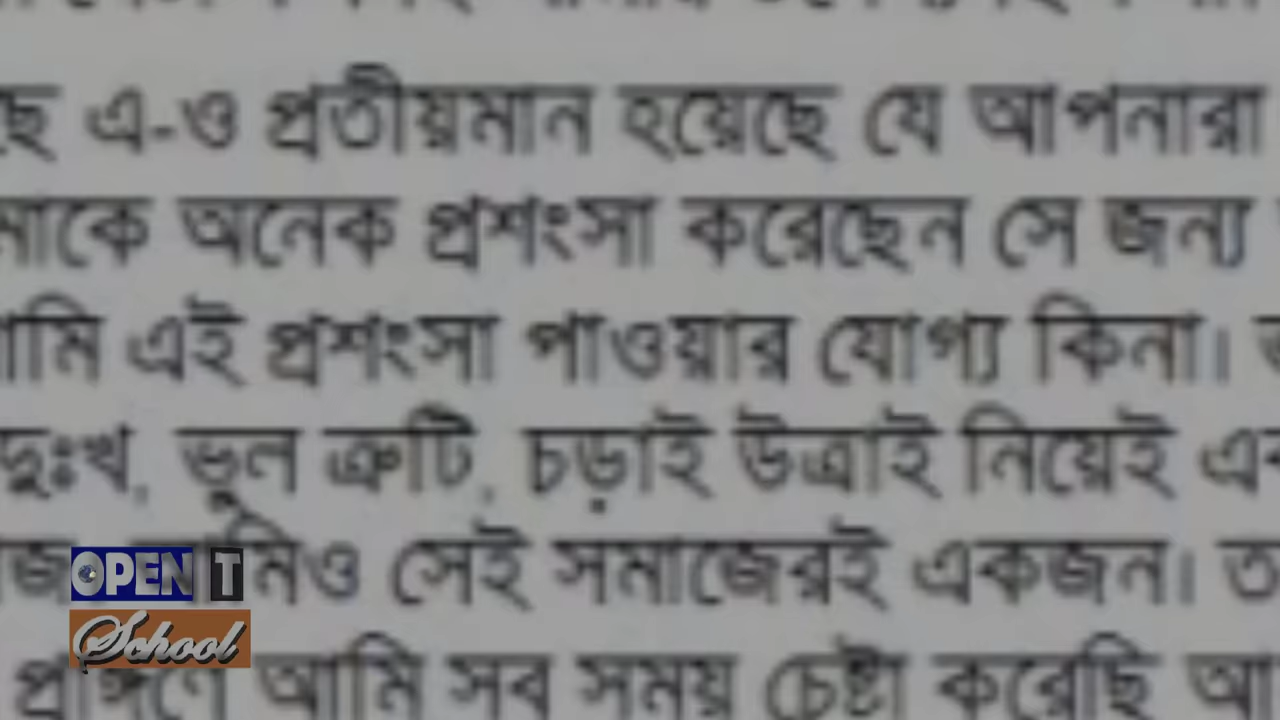 এ-ও প্রতীয়মান হয়েছে যে আপনারা
অনেক প্রশংসা করেছেন সে জন্য
এই প্রশংসা পাওয়ার যোগ্য কিনা।
দুঃখ, ভুল ত্রুটি, চড়াই উত্রাই নিয়েই
সেই সমাজেরই একজন।
প্রাঙ্গণে আমি সব সময় চেষ্টা করেছি
OPEN T
School